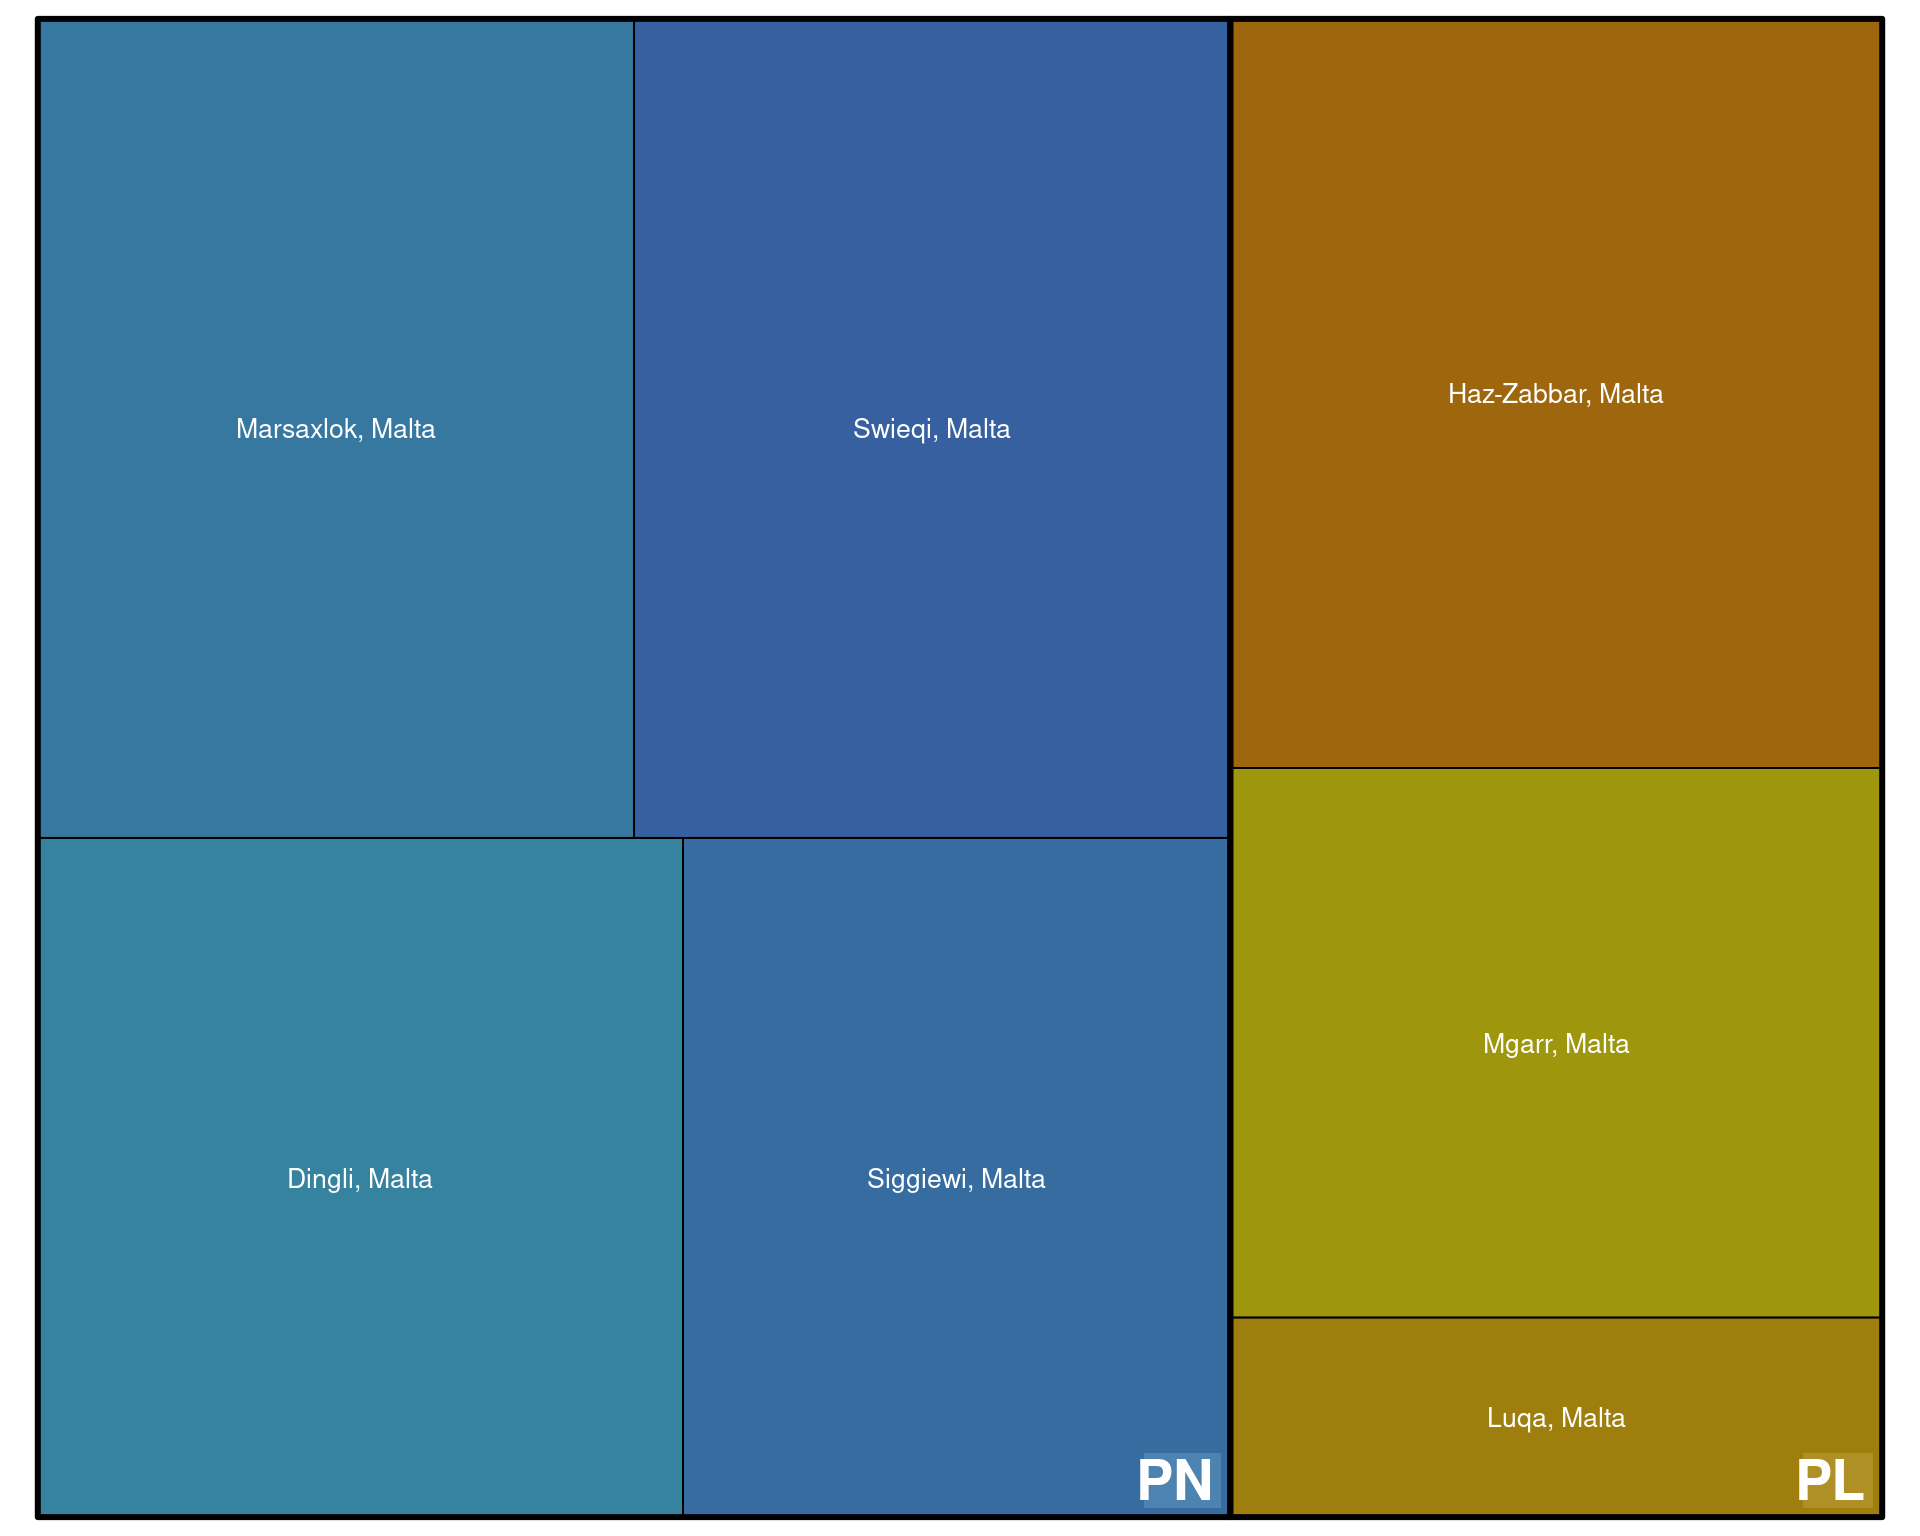 Marsaxlok, Malta
Swieqi, Malta
Haz-Zabbar, Malta
Mgarr, Malta
Dingli, Malta
Siggiewi, Malta
Luqa, Malta
PN
PL